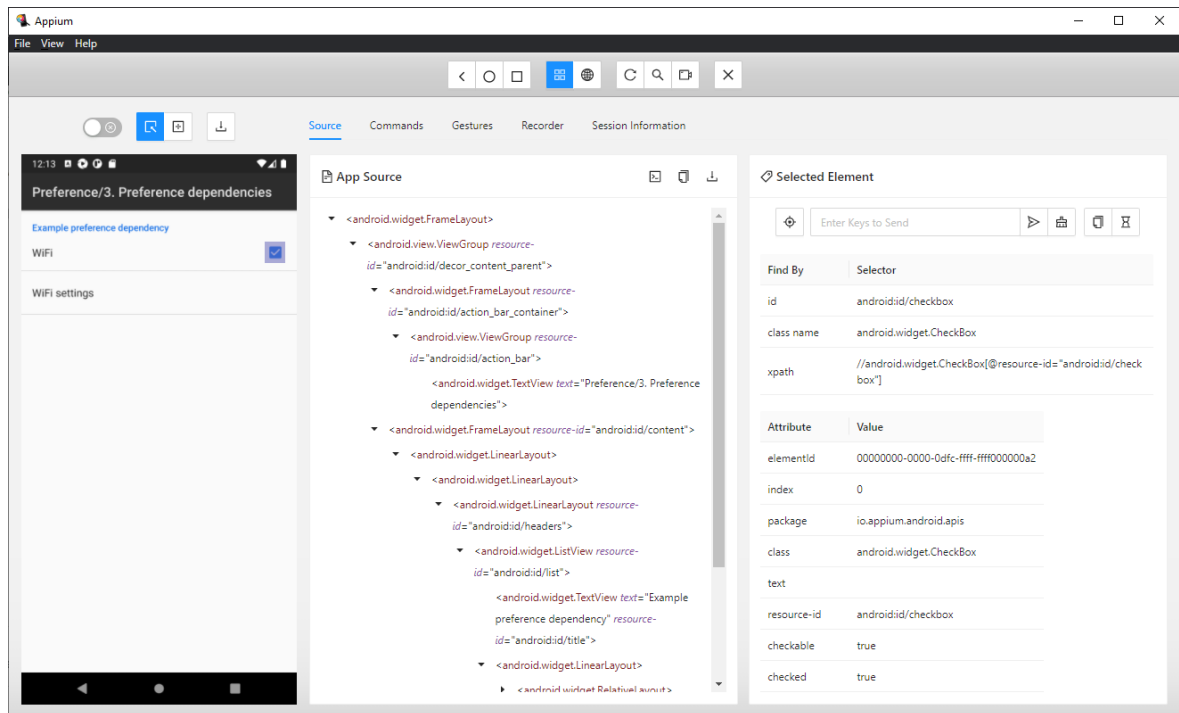 Appium
File View Help
Source Commands Gestures Recorder Session Information
12:13
Preference/3. Preference dependencies
Example preference dependency
WiFi
WiFi settings
App Source
<android.widget.FrameLayout>
<android.view.ViewGroup resource-
id="android:id/decor_content_parent">
<android.widget.FrameLayout resource-
id="android:id/action_bar_container">
<android.view.ViewGroup resource-
id="android:id/action_bar">
<android.widget.TextView text="Preference/3. Preference
dependencies">
<android.widget.FrameLayout resource-id="android:id/content">
<android.widget.LinearLayout>
<android.widget.LinearLayout>
<android.widget.LinearLayout resource-
id="android:id/headers">
<android.widget.ListView resource-
id="android:id/list">
<android.widget.TextView text="Example
preference dependency" resource-
id="android:id/title">
<android.widget.LinearLayout>
<android.widget.RelativeLayout>
Selected Element
Enter Keys to Send
Find By Selector
id android:id/checkbox
class name android.widget.CheckBox
xpath //android.widget.CheckBox[@resource-id="android:id/check
box"]
Attribute Value
elementId 00000000-0000-0dfc-ffff-ffff000000a2
index 0
package io.appium.android.apis
class android.widget.CheckBox
text
resource-id android:id/checkbox
checkable true
checked true